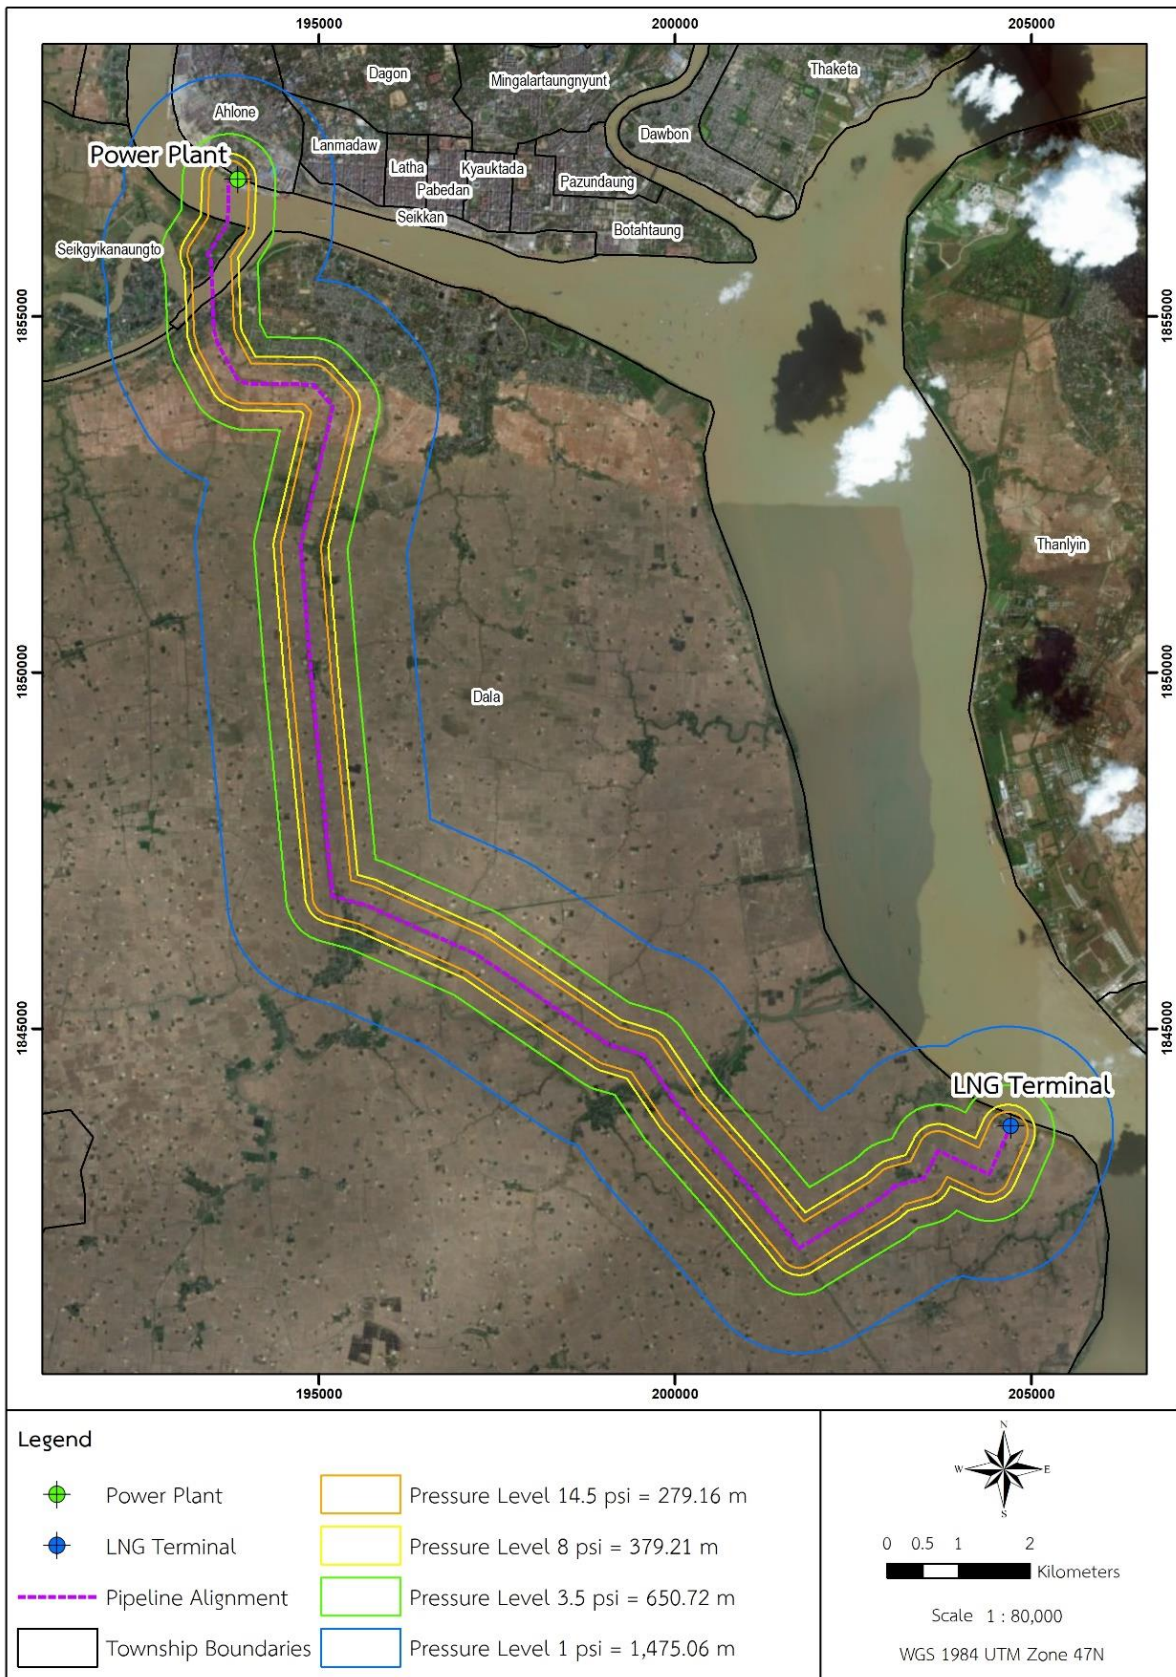 195000
200000
205000
Dagon
Mingalartaungnyunt
Thaketa
Ahlone
Dawbon
Lanmadaw
Power Plant
Latha
Kyauktada
Pazundaung
Pabedan
Seikkan
Botahtaung
Seikgyikanaungto
1855000
1855000
Thanlyin
1850000
1850000
Dala
1845000
1845000
LNG Terminal
195000
200000
205000
Legend
Power Plant
LNG Terminal
Pipeline Alignment
Township Boundaries
Pressure Level 14.5 psi = 279.16 m
Pressure Level 8 psi = 379.21 m
Pressure Level 3.5 psi = 650.72 m
Pressure Level 1 psi = 1,475.06 m
N
W
E
S
0 0.5 1 2
Kilometers
Scale 1 : 80,000
WGS 1984 UTM Zone 47N